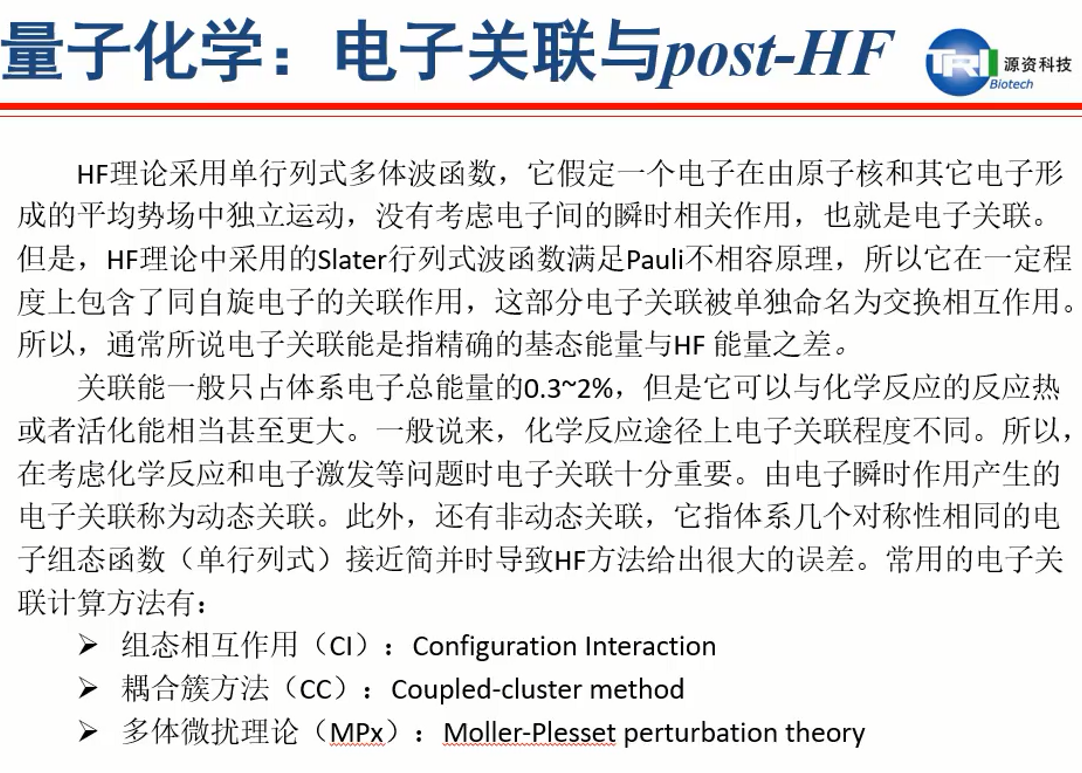 量子化学：电子关联与post-HF
TRI 源资科技
Biotech
HF理论采用单行列式多体波函数，它假定一个电子在由原子核和其它电子形
成的平均势场中独立运动，没有考虑电子间的瞬时相关作用，也就是电子关联。
但是，HF理论中采用的Slater行列式波函数满足Pauli不相容原理，所以它在一定程
度上包含了同自旋电子的关联作用，这部分电子关联被单独命名为交换相互作用。
所以，通常所说电子关联能是指精确的基态能量与HF 能量之差。
关联能一般只占体系电子总能量的0.3~2%，但是它可以与化学反应的反应热
或者活化能相当甚至更大。一般说来，化学反应途径上电子关联程度不同。所以，
在考虑化学反应和电子激发等问题时电子关联十分重要。由电子瞬时作用产生的
电子关联称为动态关联。此外，还有非动态关联，它指体系几个对称性相同的电
子组态函数（单行列式）接近简并时导致HF方法给出很大的误差。常用的电子关
联计算方法有：
➢ 组态相互作用（CI）：Configuration Interaction
➢ 耦合簇方法（CC）：Coupled-cluster method
➢ 多体微扰理论（MPx）：Moller-Plesset perturbation theory